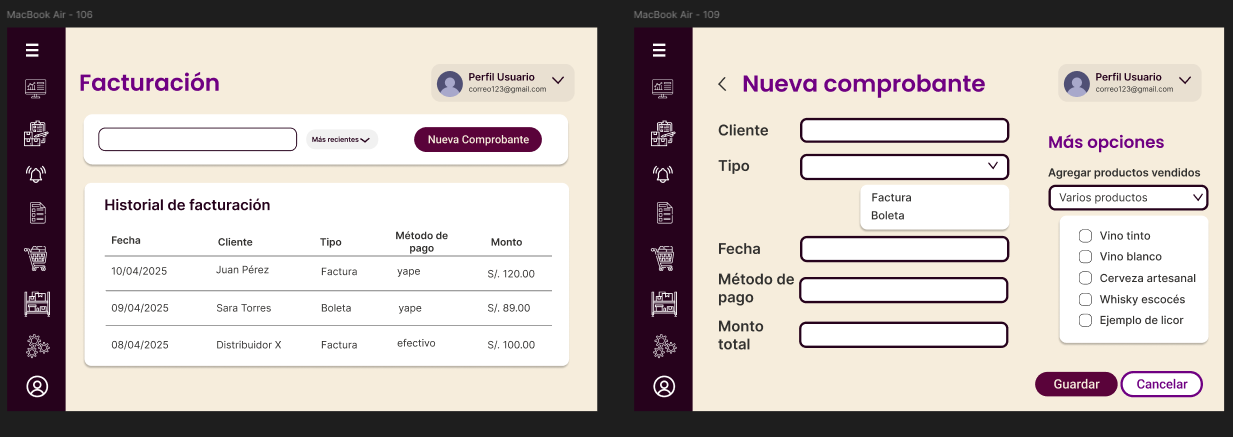 MacBook Air - 106
Facturación
Perfil Usuario
correo123@gmail.com
Más recientes
Nueva Comprobante
Historial de facturación
Fecha Cliente Tipo Método de pago Monto
10/04/2025 Juan Pérez Factura yape S/. 120.00
09/04/2025 Sara Torres Boleta yape S/. 89.00
08/04/2025 Distribuidor X Factura efectivo S/. 100.00
MacBook Air - 109
Nueva comprobante
Perfil Usuario
correo123@gmail.com
Cliente
Tipo
Factura
Boleta
Fecha
Método de
pago
Monto
total
Más opciones
Agregar productos vendidos
Varios productos
Vino tinto
Vino blanco
Cerveza artesanal
Whisky escocés
Ejemplo de licor
Guardar
Cancelar